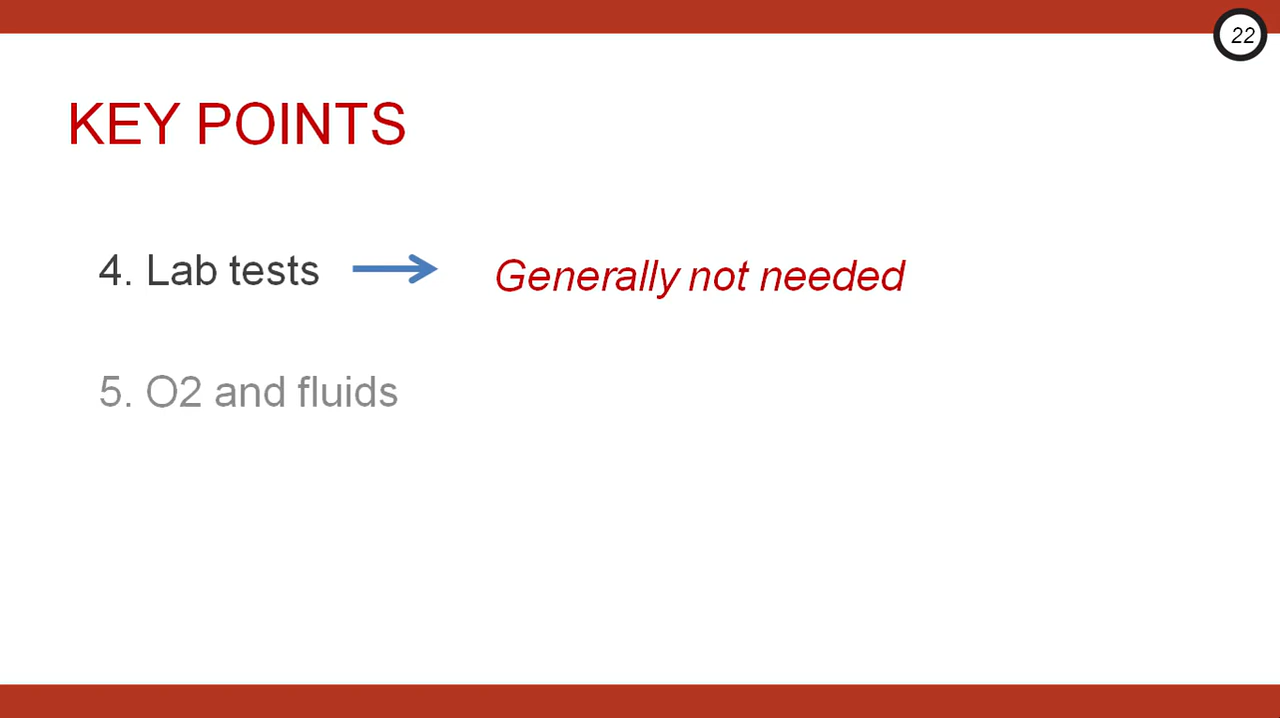 22
KEY POINTS
4. Lab tests Generally not needed
5. O2 and fluids